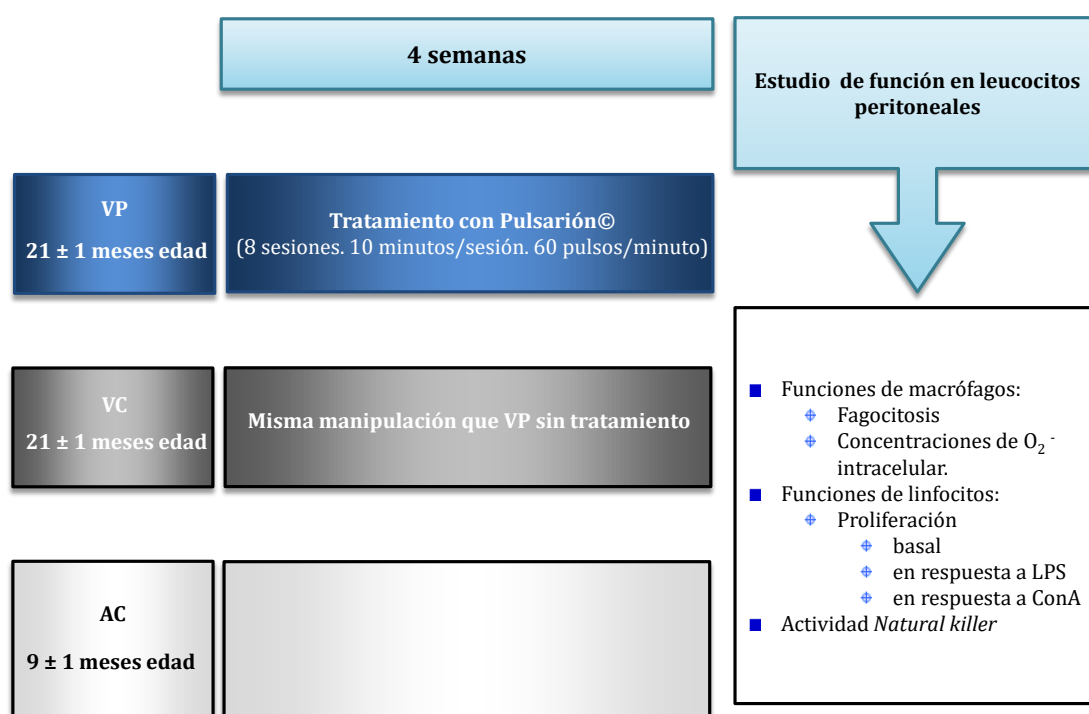 4 semanas
Estudio de función en leucocitos
peritoneales
VP
21 ± 1 meses edad
Tratamiento con Pulsarión©
(8 sesiones. 10 minutos/sesión. 60 pulsos/minuto)
VC
21 ± 1 meses edad
Misma manipulación que VP sin tratamiento
AC
9 ± 1 meses edad
Funciones de macrófagos:
Fagocitosis
Concentraciones de O₂⁻
intracelular.
Funciones de linfocitos:
Proliferación
basal
en respuesta a LPS
en respuesta a ConA
Actividad Natural killer